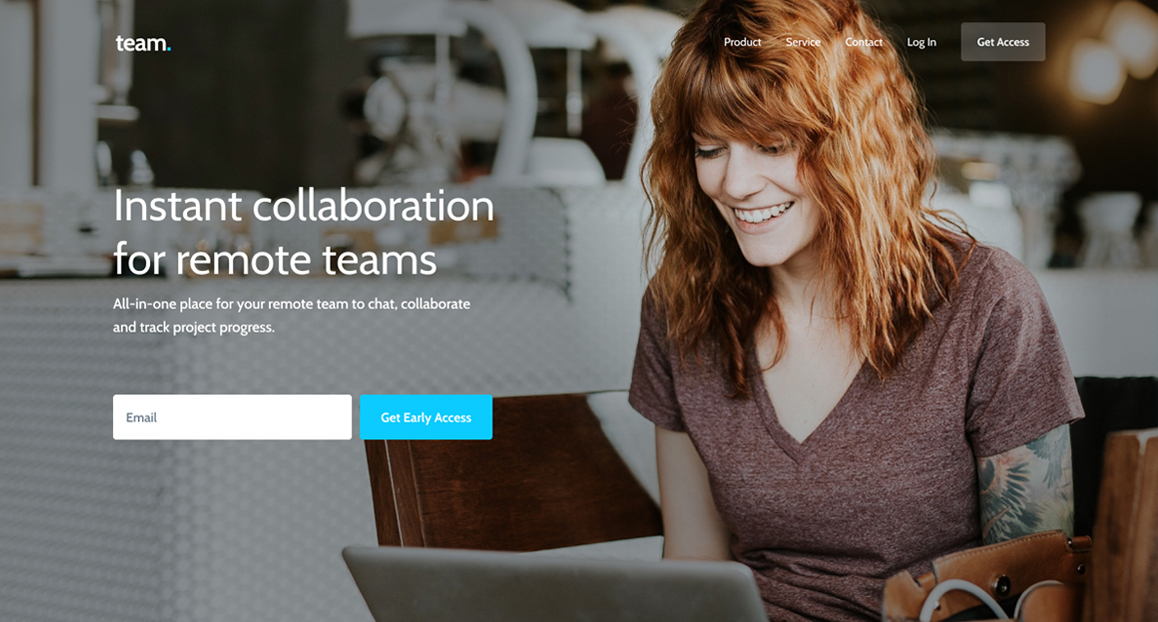 team.
Product Service Contact Log In Get Access
Instant collaboration
for remote teams
All-in-one place for your remote team to chat, collaborate
and track project progress.
Email
Get Early Access